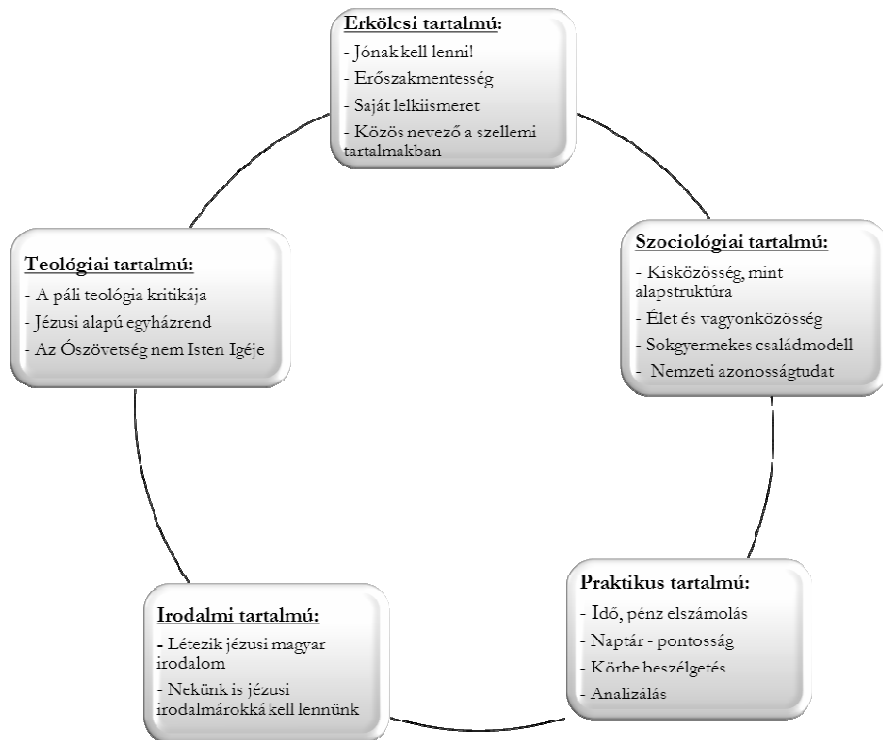 Erkölcsi tartalmú:
- Jónak kell lenni!
- Erőszakmentesség
- Saját lelkiismeret
- Közös nevező a szellemi
tartalmakban
Szociológiai tartalmú:
- Kisközösség, mint
alapstruktúra
- Élet és vagyonközösség
- Sokgyermekes családmodell
- Nemzeti azonosságtudat
Praktikus tartalmú:
- Idő, pénz elszámolás
- Naptár - pontosság
- Körbe beszélgetés
- Analizálás
Irodalmi tartalmú:
- Létezik jézusi magyar
irodalom
- Nekünk is jézusi
irodalmárokká kell lennünk
Teológiai tartalmú:
- A páli teológia kritikája
- Jézusi alapú egyházrend
- Az Ószövetség nem Isten Igéje